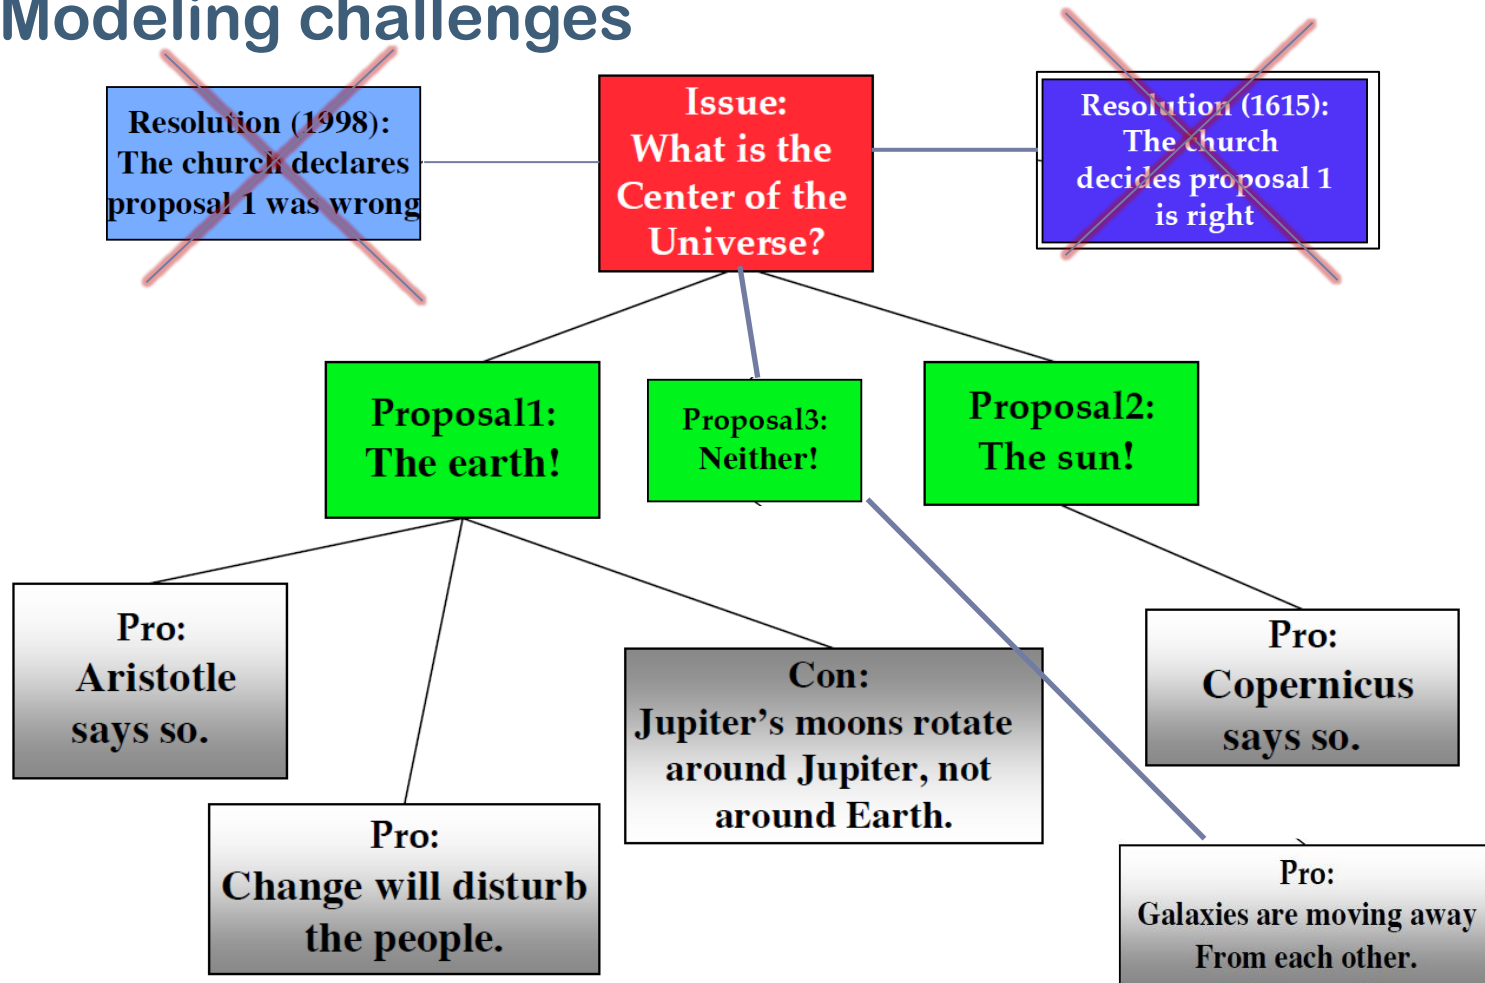 Modeling challenges
Resolution (1998):
The church declares
proposal 1 was wrong
Issue:
What is the
Center of the
Universe?
Resolution (1615):
The church
decides proposal 1
is right
Proposal1:
The earth!
Proposal3:
Neither!
Proposal2:
The sun!
Pro:
Aristotle
says so.
Pro:
Change will disturb
the people.
Con:
Jupiter’s moons rotate
around Jupiter, not
around Earth.
Pro:
Copernicus
says so.
Pro:
Galaxies are moving away
From each other.